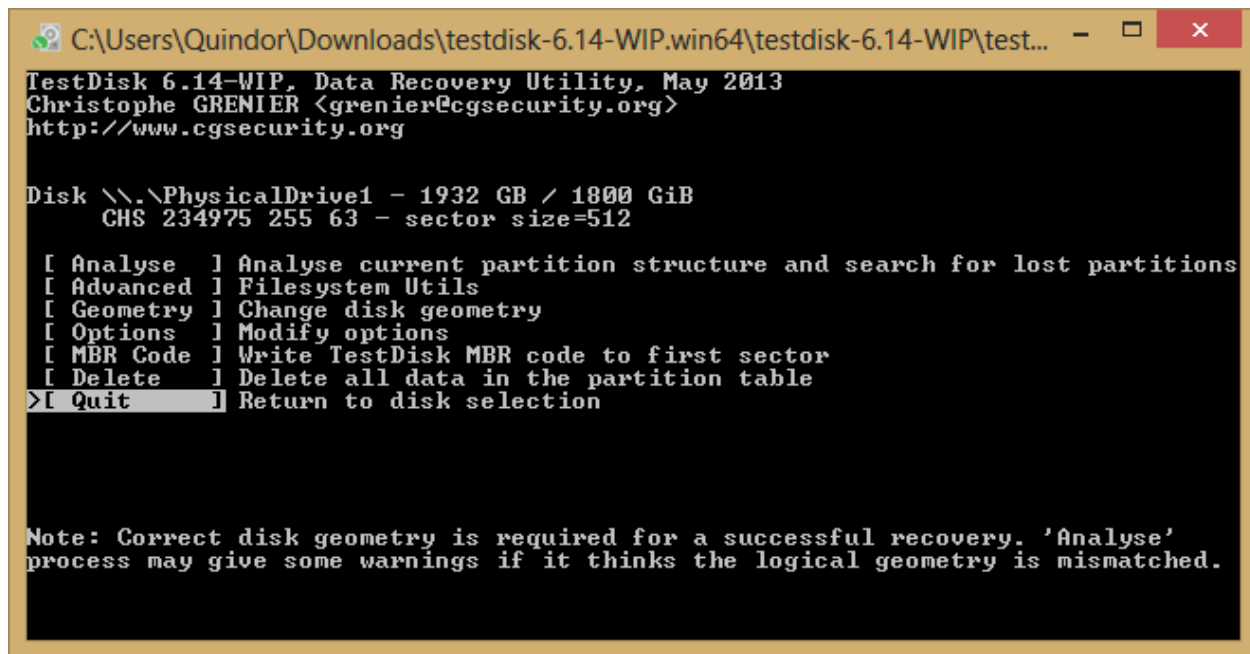 C:\Users\Quindor\Downloads\testdisk-6.14-WIP.win64\testdisk-6.14-WIP\test...
TestDisk 6.14-WIP, Data Recovery Utility, May 2013
Christophe GRENIER <grenier@cgsecurity.org>
http://www.cgsecurity.org
Disk \\.\PhysicalDrive1 - 1932 GB / 1800 GiB
CHS 234975 255 63 - sector size=512
[ Analyse ] Analyse current partition structure and search for lost partitions
[ Advanced ] Filesystem Utils
[ Geometry ] Change disk geometry
[ Options ] Modify options
[ MBR Code ] Write TestDisk MBR code to first sector
[ Delete ] Delete all data in the partition table
>[ Quit ] Return to disk selection
Note: Correct disk geometry is required for a successful recovery. 'Analyse'
process may give some warnings if it thinks the logical geometry is mismatched.